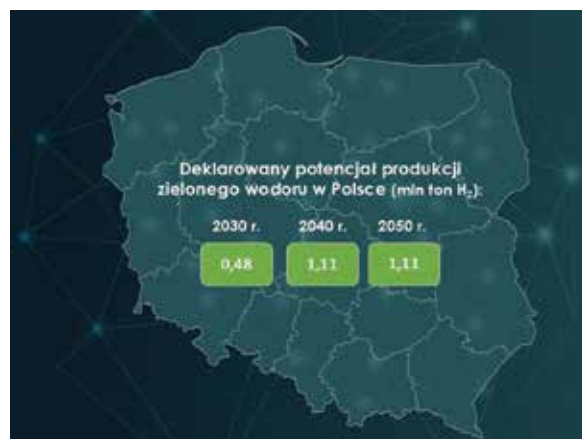 Deklarowany potencjał produkcji
zielonego wodoru w Polsce (mln ton H₂):
2030 r. 2040 r. 2050 r.
0,48 1,11 1,11